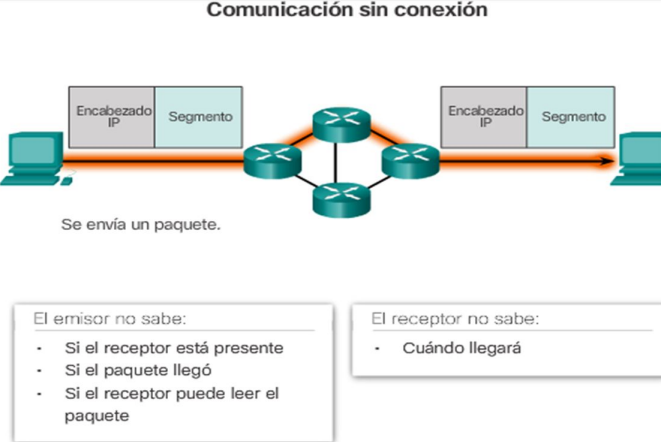 Comunicación sin conexión
Encabezado
IP
Segmento
Encabezado
IP
Segmento
Se envía un paquete.
El emisor no sabe:
· Si el receptor está presente
· Si el paquete llegó
· Si el receptor puede leer el
paquete
El receptor no sabe:
· Cuándo llegará